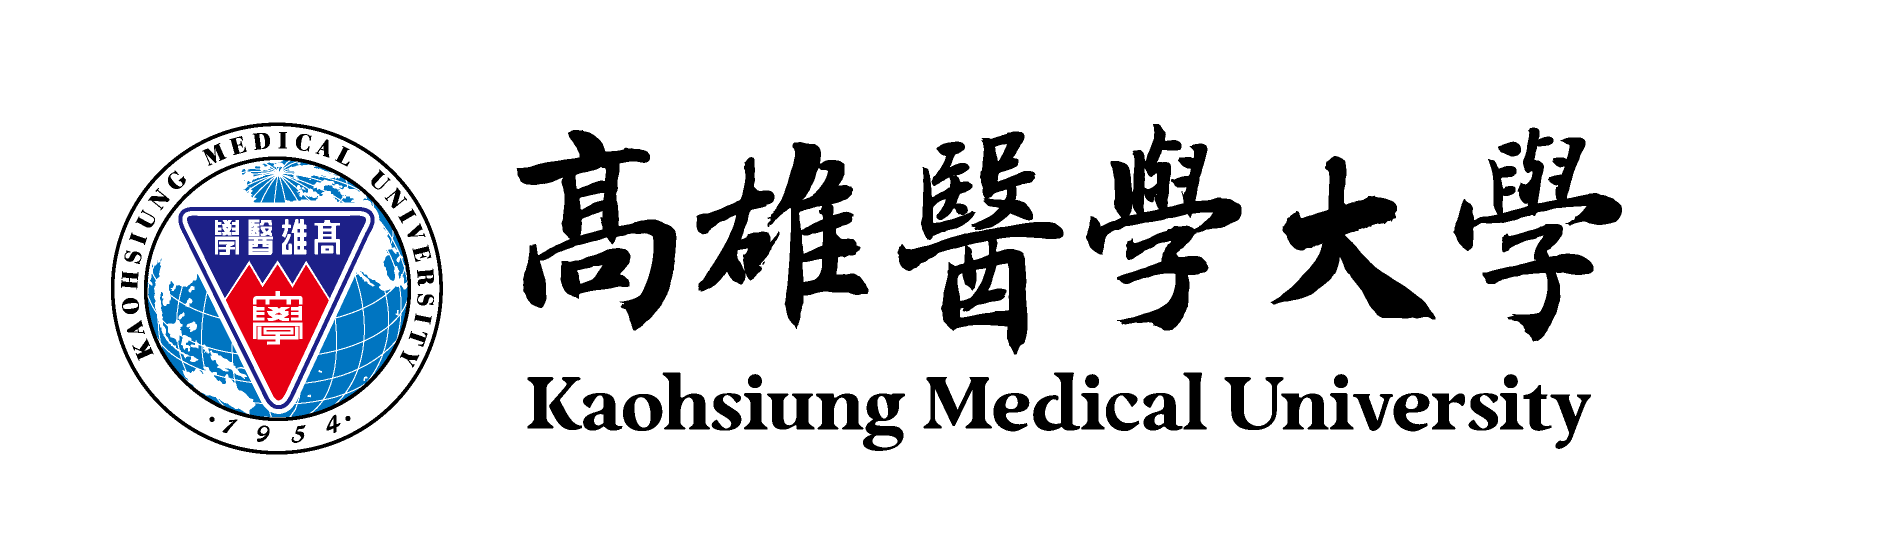 KAOHSIUNG MEDICAL UNIVERSITY
學醫雄高
·1954·
高雄醫學大學
Kaohsiung Medical University